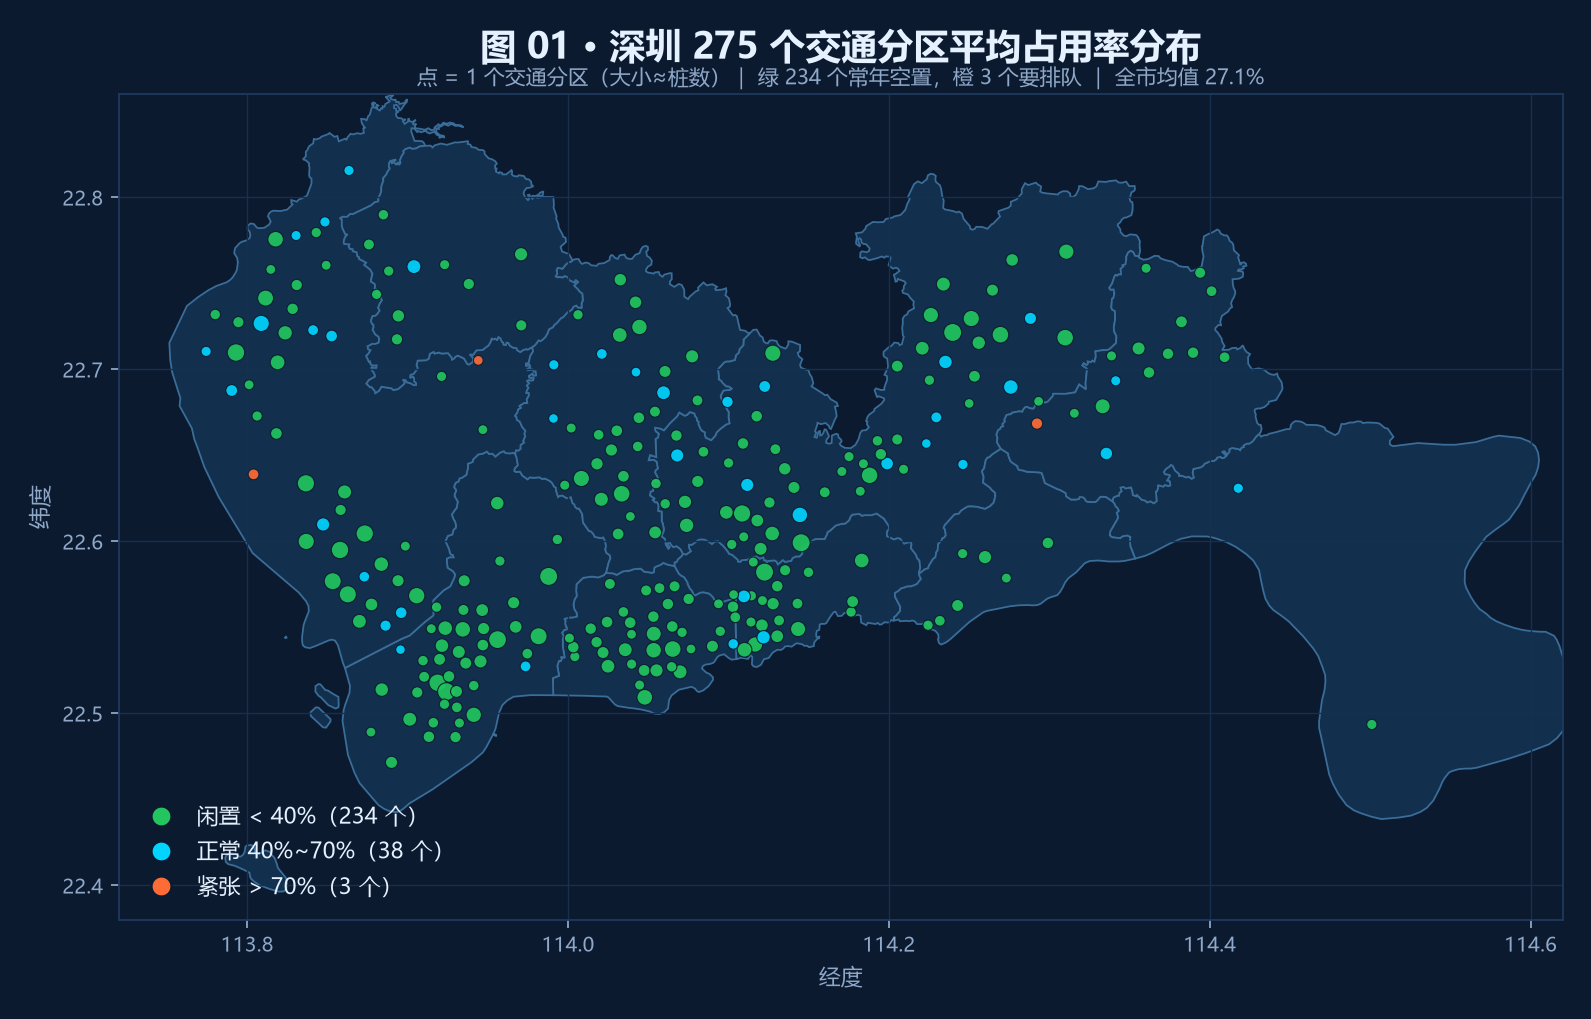 图 01 • 深圳 275 个交通分区平均占用率分布
点 = 1 个交通分区（大小≈桩数）｜ 绿 234 个常年空置，橙 3 个要排队 ｜ 全市均值 27.1%
纬度
22.8
22.7
22.6
22.5
22.4
闲置 < 40%（234 个）
正常 40%~70%（38 个）
紧张 > 70%（3 个）
113.8
114.0
114.2
114.4
114.6
经度